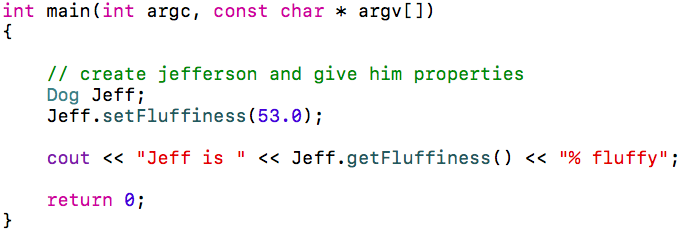 int main(int argc, const char * argv[])
{
// create jefferson and give him properties
Dog Jeff;
Jeff.setFluffiness(53.0);
cout << "Jeff is " << Jeff.getFluffiness() << "% fluffy";
return 0;
}